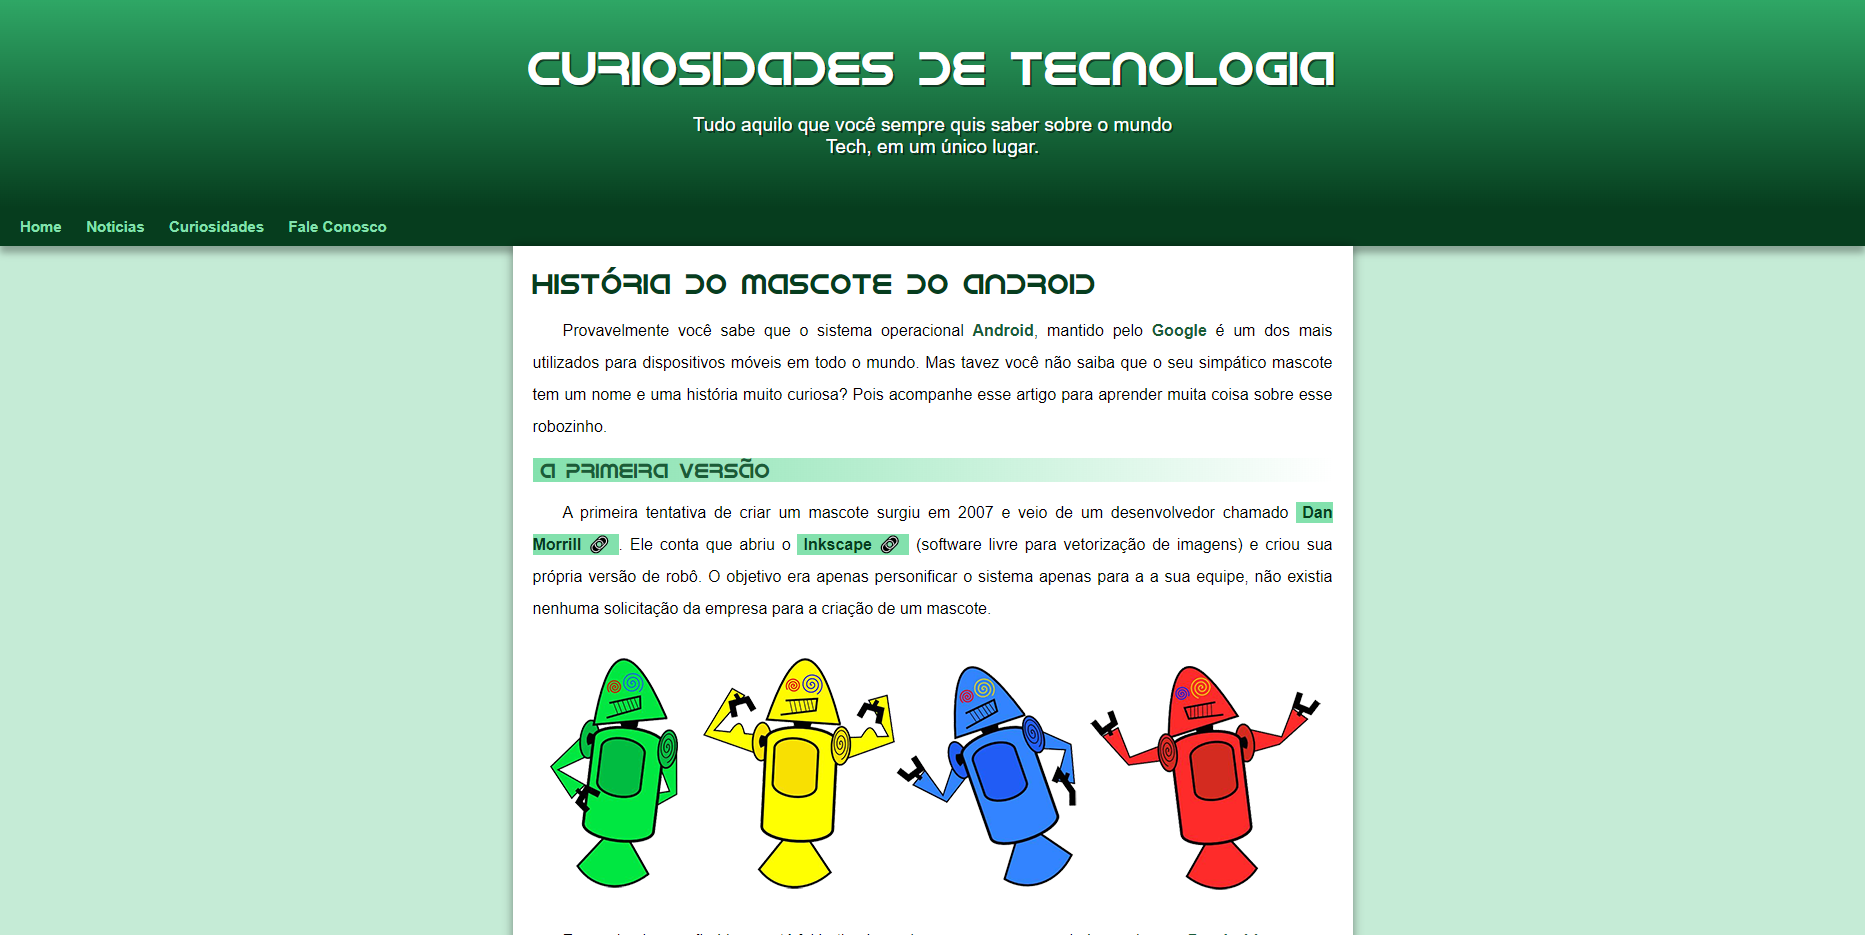 CURIOSIDADES DE TECNOLOGIA
Tudo aquilo que você sempre quis saber sobre o mundo
Tech, em um único lugar.
Home Noticias Curiosidades Fale Conosco
HISTÓRIA DO MASCOTE DO ANDROID
Provavelmente você sabe que o sistema operacional Android, mantido pelo Google é um dos mais
utilizados para dispositivos móveis em todo o mundo. Mas tavez você não saiba que o seu simpático mascote
tem um nome e uma história muito curiosa? Pois acompanhe esse artigo para aprender muita coisa sobre esse
robozinho.
A PRIMEIRA VERSÃO
A primeira tentativa de criar um mascote surgiu em 2007 e veio de um desenvolvedor chamado Dan
Morrill . Ele conta que abriu o Inkscape (software livre para vetorização de imagens) e criou sua
própria versão de robô. O objetivo era apenas personificar o sistema apenas para a a sua equipe, não existia
nenhuma solicitação da empresa para a criação de um mascote.